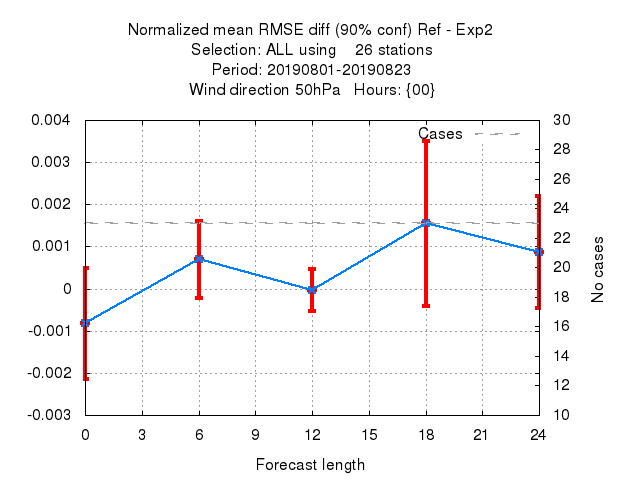 Normalized mean RMSE diff (90% conf) Ref - Exp2
Selection: ALL using    26 stations
Period: 20190801-20190823
Wind direction 50hPa   Hours: {00}
Cases
0.004
0.003
0.002
0.001
0
-0.001
-0.002
-0.003
30
28
26
24
22
20
18
16
14
12
10
No cases
0 3 6 9 12 15 18 21 24
Forecast length